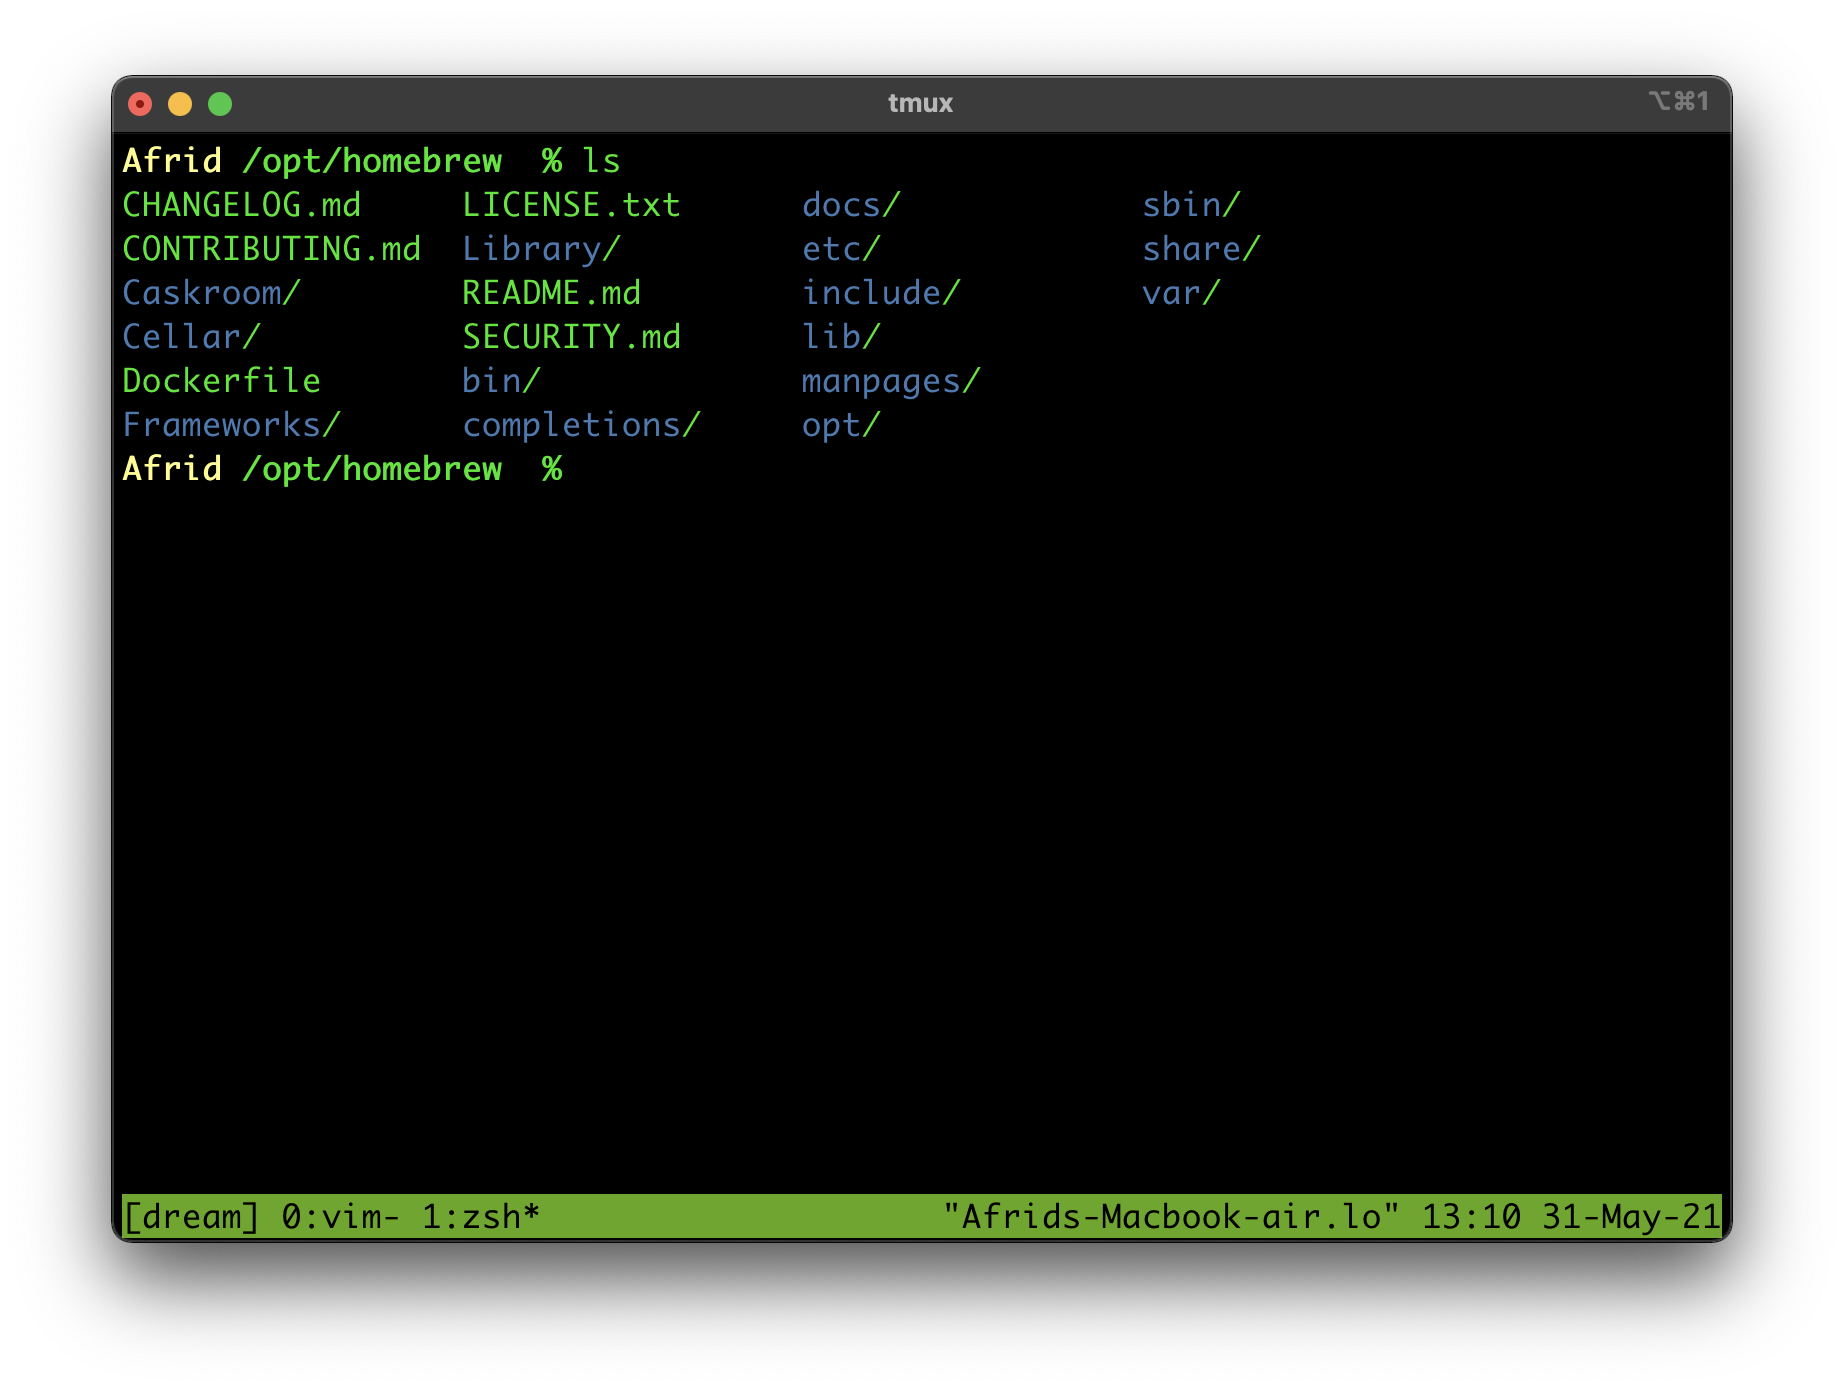 tmux ⌥⌘1
Afrid /opt/homebrew  % ls
CHANGELOG.md     LICENSE.txt      docs/            sbin/
CONTRIBUTING.md  Library/         etc/             share/
Caskroom/        README.md        include/         var/
Cellar/          SECURITY.md      lib/
Dockerfile       bin/             manpages/
Frameworks/      completions/     opt/
Afrid /opt/homebrew  %
[dream] 0:vim- 1:zsh*                    "Afrids-Macbook-air.lo" 13:10 31-May-21